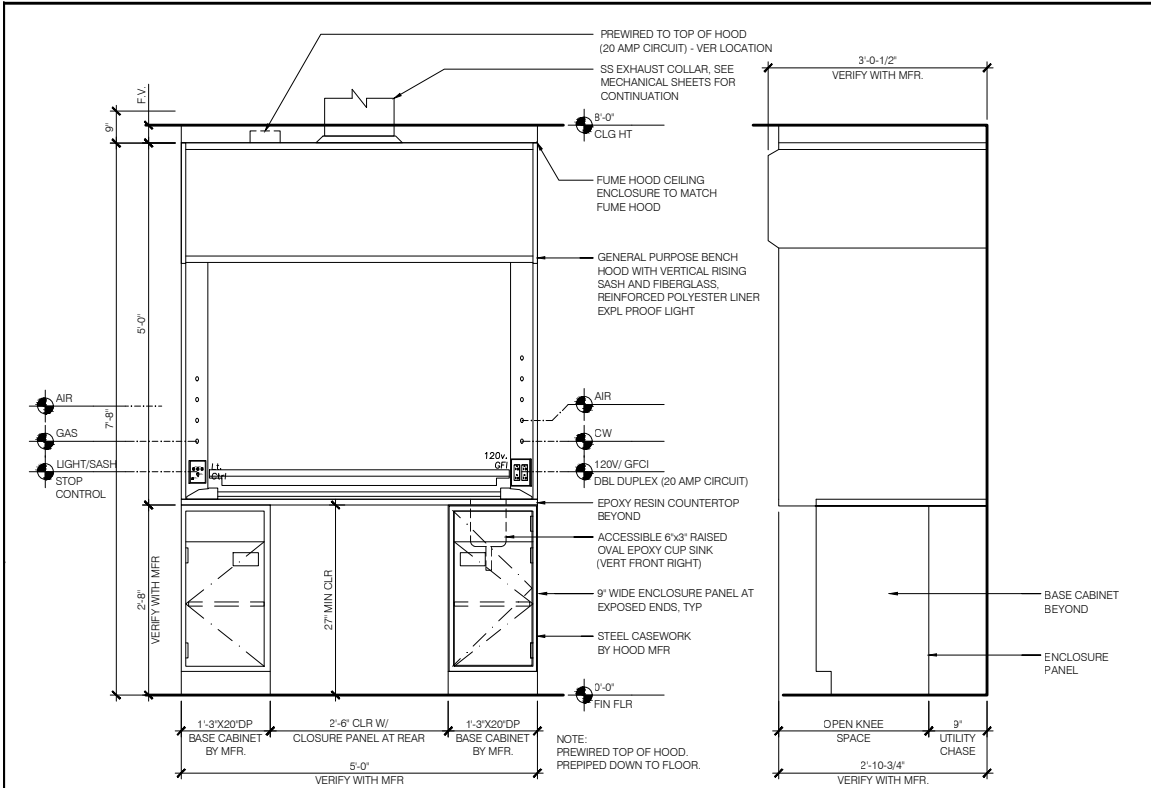 PREWIRED TO TOP OF HOOD
(20 AMP CIRCUIT) - VER LOCATION
SS EXHAUST COLLAR, SEE
MECHANICAL SHEETS FOR
CONTINUATION
3'-0-1/2"
VERIFY WITH MFR.
F.V.
9"
8'-0"
CLG HT
FUME HOOD CEILING
ENCLOSURE TO MATCH
FUME HOOD
GENERAL PURPOSE BENCH
HOOD WITH VERTICAL RISING
SASH AND FIBERGLASS,
REINFORCED POLYESTER LINER
EXPL PROOF LIGHT
5'-0"
7'-8"
AIR
GAS
LIGHT/SASH
STOP
CONTROL
Lt.
Ctrl
120v.
GFI
AIR
CW
120V/ GFCI
DBL DUPLEX (20 AMP CIRCUIT)
EPOXY RESIN COUNTERTOP
BEYOND
ACCESSIBLE 6"x3" RAISED
OVAL EPOXY CUP SINK
(VERT FRONT RIGHT)
9" WIDE ENCLOSURE PANEL AT
EXPOSED ENDS, TYP
STEEL CASEWORK
BY HOOD MFR
2'-8"
VERIFY WITH MFR
27" MIN CLR
BASE CABINET
BEYOND
ENCLOSURE
PANEL
0'-0"
FIN FLR
1'-3"X20"DP
BASE CABINET
BY MFR.
2'-6" CLR W/
CLOSURE PANEL AT REAR
1'-3"X20"DP
BASE CABINET
BY MFR.
5'-0"
VERIFY WITH MFR
NOTE:
PREWIRED TOP OF HOOD.
PREPIPED DOWN TO FLOOR.
OPEN KNEE
SPACE
9"
UTILITY
CHASE
2'-10-3/4"
VERIFY WITH MFR.